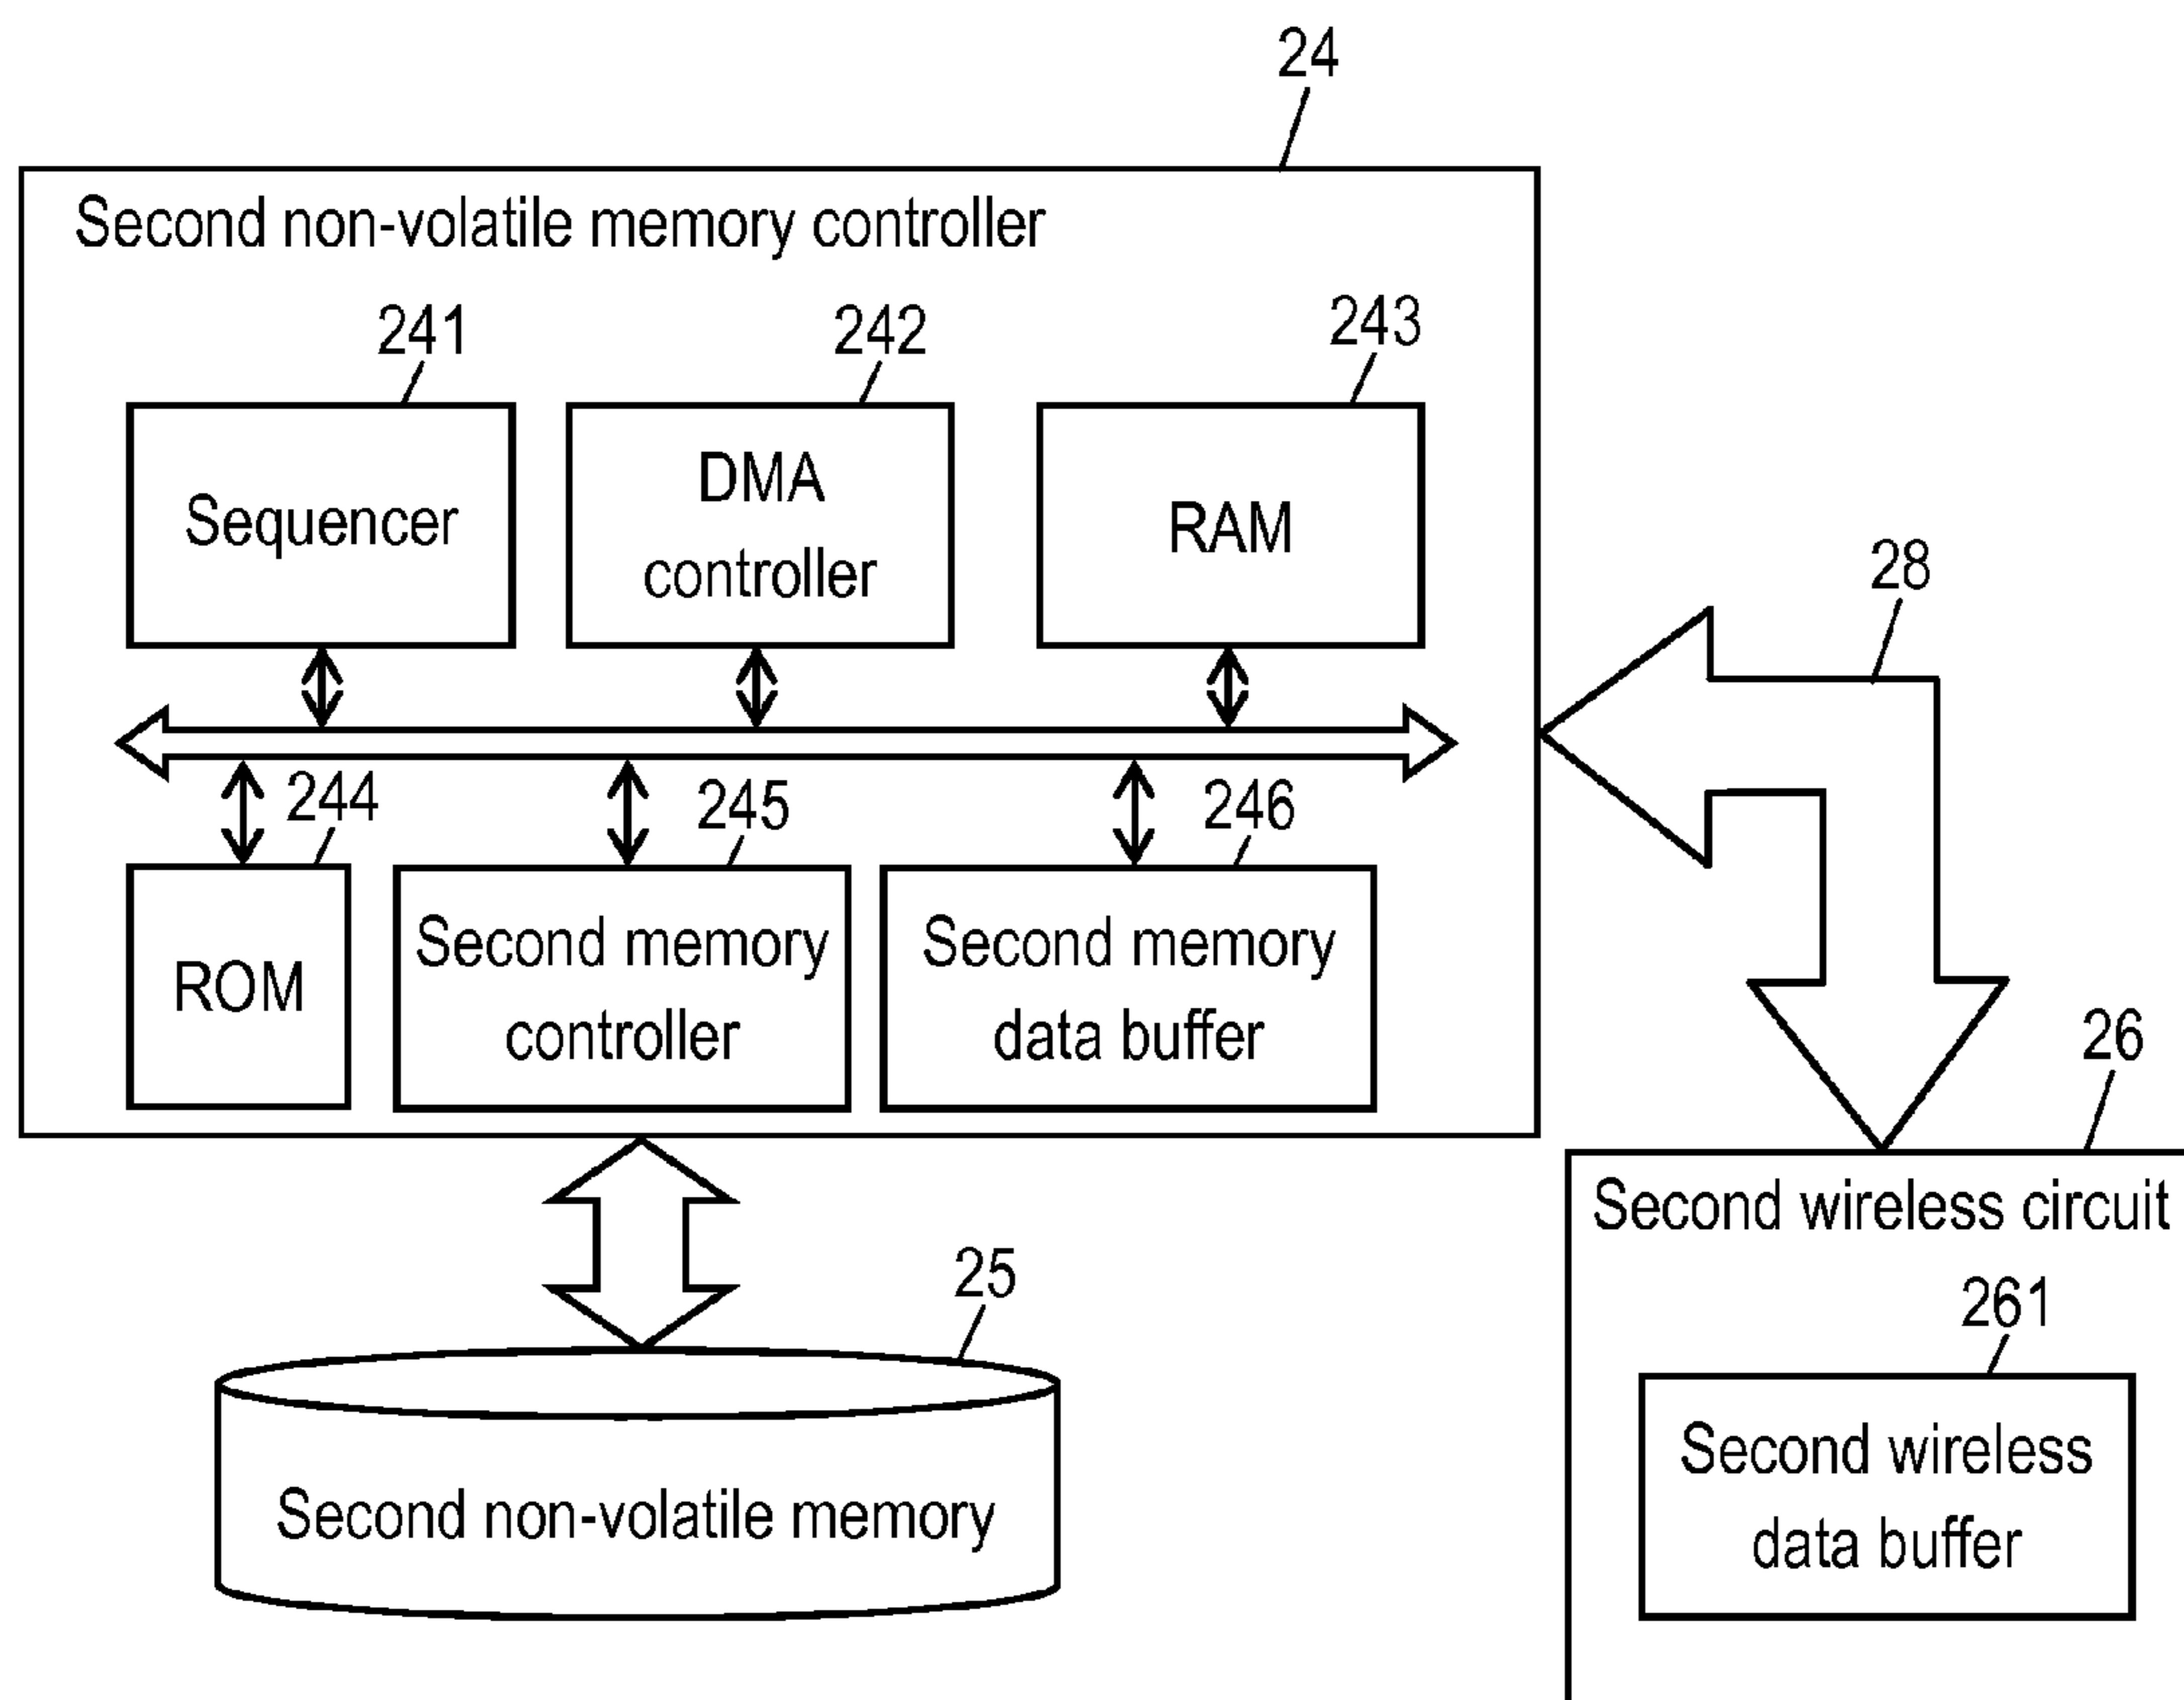 24
Second non-volatile memory controller
241
242
243
Sequencer
DMA
controller
RAM
28
244
245
246
ROM
Second memory
controller
Second memory
data buffer
26
Second wireless circuit
25
261
Second non-volatile memory
Second wireless
data buffer